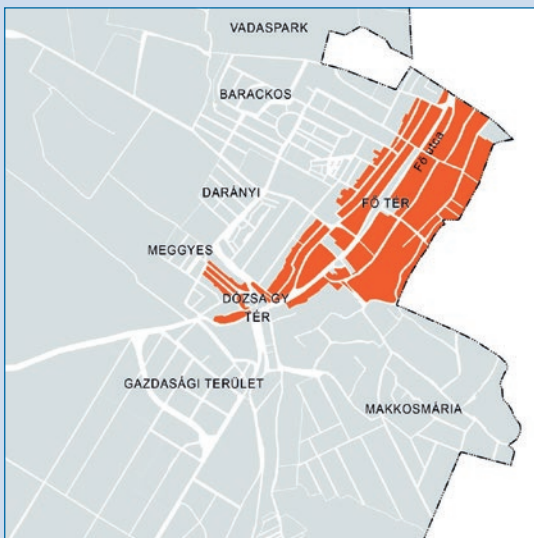 VADASPARK
BARACKOS
Fő utca
DARÁNYI
FŐ TÉR
MEGGYES
DÓZSA GY.
TÉR
GAZDASÁGI TERÜLET
MAKKOSMÁRIA